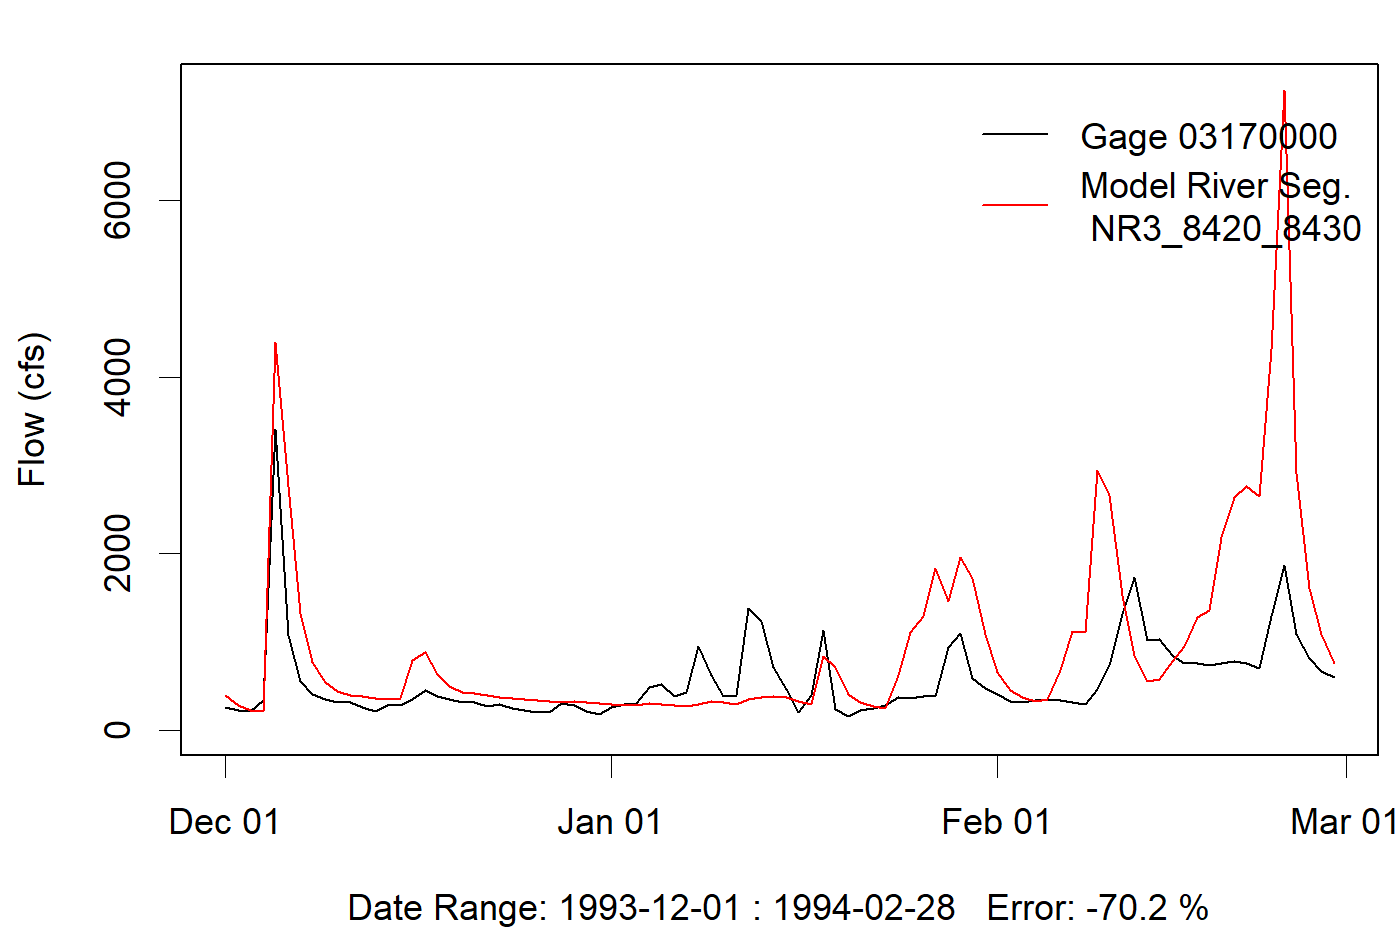 Gage 03170000
Model River Seg.
NR3_8420_8430
Flow (cfs)
6000
4000
2000
0
Dec 01
Jan 01
Feb 01
Mar 01
Date Range: 1993-12-01 : 1994-02-28 Error: -70.2 %